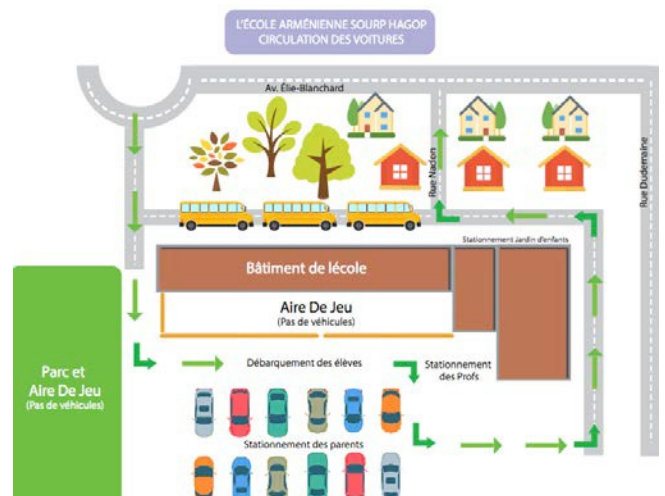 L'ÉCOLE ARMÉNIENNE SOURP HAGOP
CIRCULATION DES VOITURES
Av. Élie-Blanchard
Rue Nadon
Rue Dudemaine
Stationnement Jardin d'enfants
Bâtiment de lécole
Aire De Jeu
(Pas de véhicules)
Parc et
Aire De Jeu
(Pas de véhicules)
Débarquement des élèves
Stationnement
des Profs
Stationnement des parents